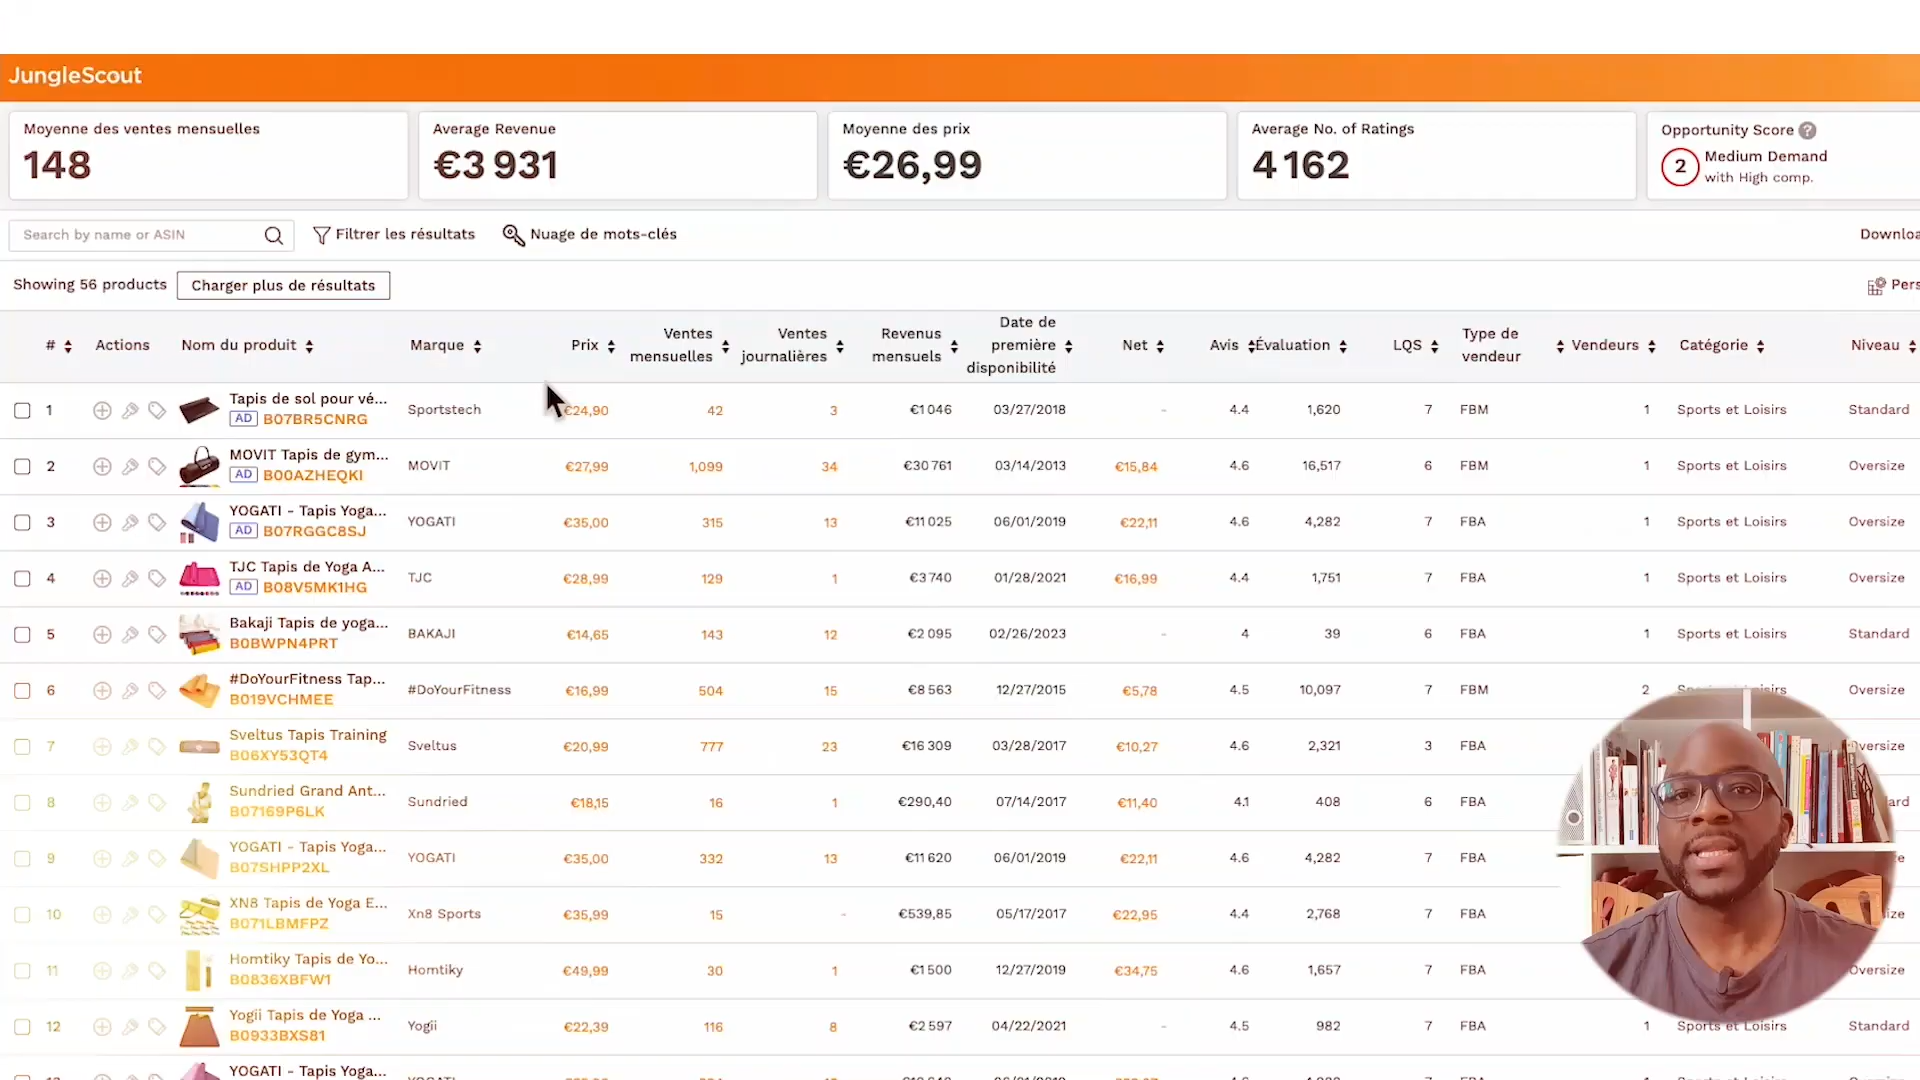 JungleScout
Moyenne des ventes mensuelles
148
Average Revenue
€3 931
Moyenne des prix
€26,99
Average No. of Ratings
4 162
Opportunity Score ?
2 Medium Demand
with High comp.
Search by name or ASIN
Filtrer les résultats
Nuage de mots-clés
Showing 56 products
Charger plus de résultats
# Actions Nom du produit Marque Prix Ventes mensuelles Ventes journalières Revenus mensuels Date de première disponibilité Net Avis Évaluation LQS Type de vendeur Vendeurs Catégorie Niveau
1 Tapis de sol pour vé... AD B07BR5CNRG Sportstech €24,90 42 3 €1 046 03/27/2018 - 4.4 1,620 7 FBM 1 Sports et Loisirs Standard
2 MOVIT Tapis de gym... AD B00AZHEQKI MOVIT €27,99 1,099 34 €30 761 03/14/2013 €15,84 4.6 16,517 6 FBM 1 Sports et Loisirs Oversize
3 YOGATI - Tapis Yoga... AD B07RGGC8SJ YOGATI €35,00 315 13 €11 025 06/01/2019 €22,11 4.6 4,282 7 FBA 1 Sports et Loisirs Oversize
4 TJC Tapis de Yoga A... AD B08V5MK1HG TJC €28,99 129 1 €3 740 01/28/2021 €16,99 4.4 1,751 7 FBA 1 Sports et Loisirs Oversize
5 Bakaji Tapis de yoga... B0BWPN4PRT BAKAJI €14,65 143 12 €2 095 02/26/2023 - 4 39 6 FBA 1 Sports et Loisirs Standard
6 #DoYourFitness Tap... B019VCHMEE #DoYourFitness €16,99 504 15 €8 563 12/27/2015 €5,78 4.5 10,097 7 FBM 2 Oversize
7 Sveltus Tapis Training B06XY53QT4 Sveltus €20,99 777 23 €16 309 03/28/2017 €10,27 4.6 2,321 3 FBA
8 Sundried Grand Ant... B07169P6LK Sundried €18,15 16 1 €290,40 07/14/2017 €11,40 4.1 408 6 FBA
9 YOGATI - Tapis Yoga... B07SHPP2XL YOGATI €35,00 332 13 €11 620 06/01/2019 €22,11 4.6 4,282 7 FBA
10 XN8 Tapis de Yoga E... B071LBMFPZ Xn8 Sports €35,99 15 - €539,85 05/17/2017 €22,95 4.4 2,768 7 FBA
11 Homtiky Tapis de Yo... B0836XBFW1 Homtiky €49,99 30 1 €1 500 12/27/2019 €34,75 4.6 1,657 7 FBA Oversize
12 Yogii Tapis de Yoga ... B0933BXS81 Yogii €22,39 116 8 €2 597 04/22/2021 - 4.5 982 7 FBA 1 Sports et Loisirs Standard
YOGATI - Tapis Yoga...